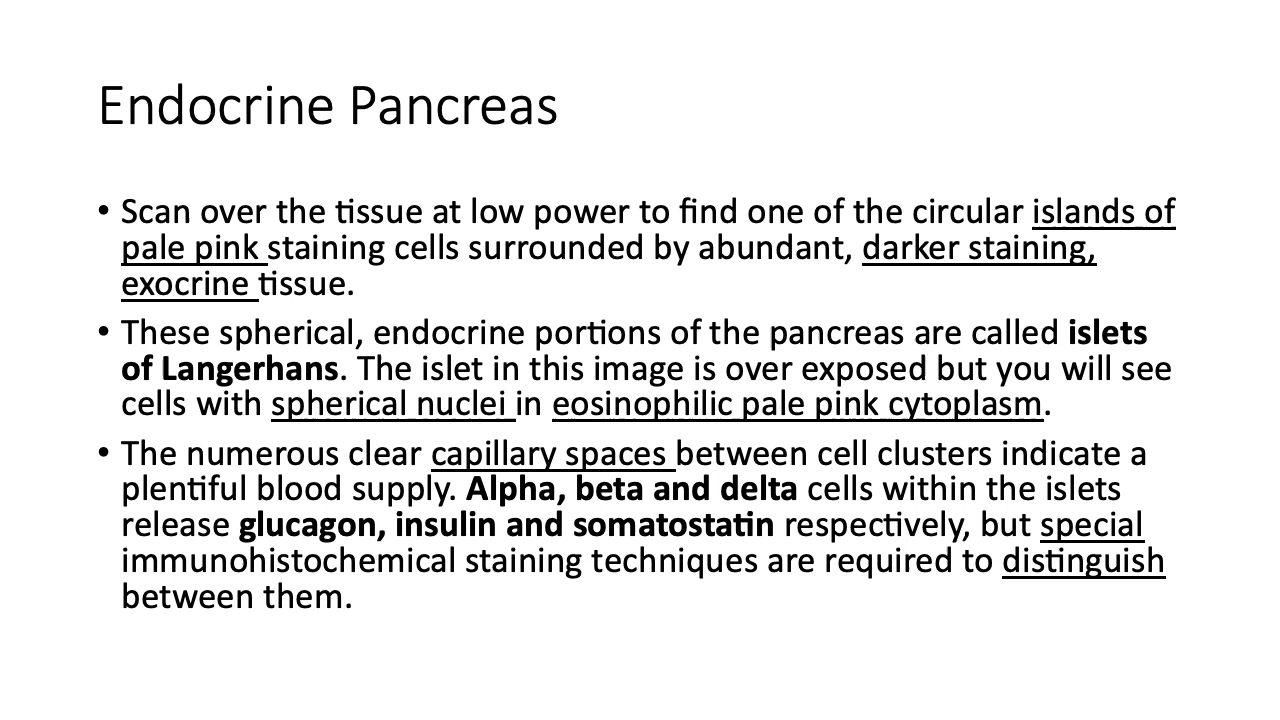 Endocrine Pancreas
• Scan over the tissue at low power to find one of the circular islands of
pale pink staining cells surrounded by abundant, darker staining,
exocrine tissue.
• These spherical, endocrine portions of the pancreas are called islets
of Langerhans. The islet in this image is over exposed but you will see
cells with spherical nuclei in eosinophilic pale pink cytoplasm.
• The numerous clear capillary spaces between cell clusters indicate a
plentiful blood supply. Alpha, beta and delta cells within the islets
release glucagon, insulin and somatostatin respectively, but special
immunohistochemical staining techniques are required to distinguish
between them.